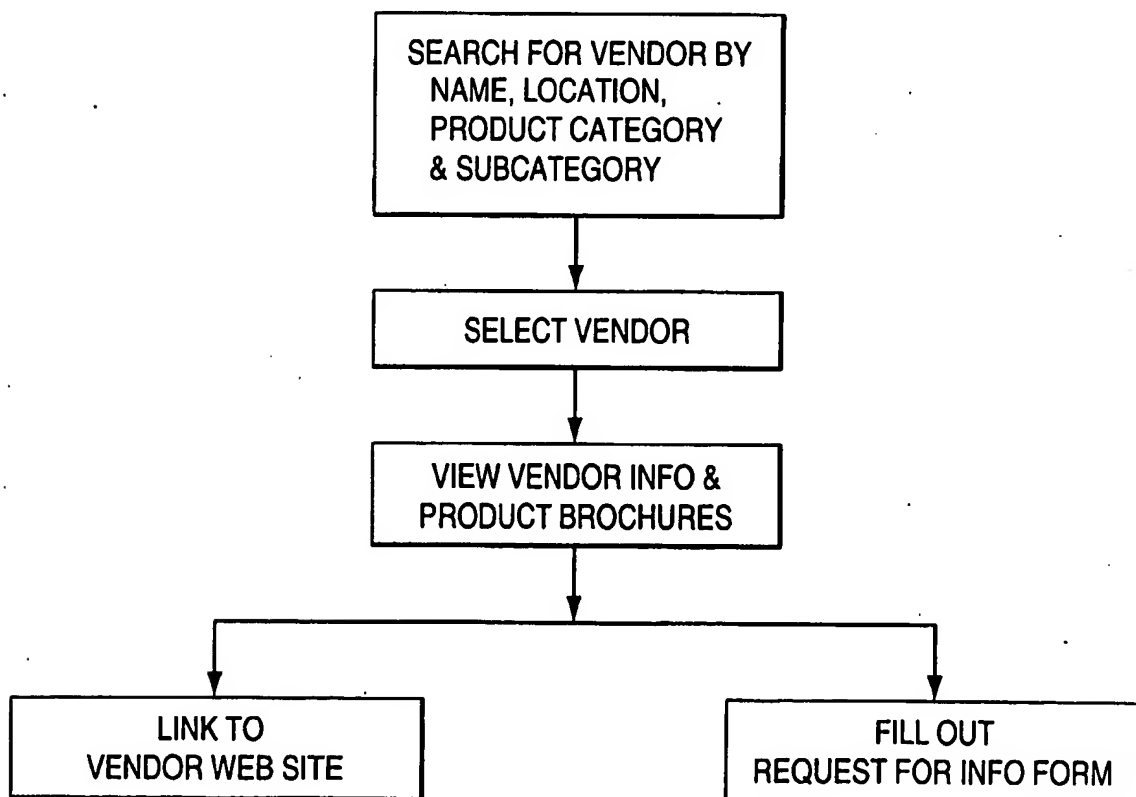 SEARCH FOR VENDOR BY
NAME, LOCATION,
PRODUCT CATEGORY
& SUBCATEGORY
SELECT VENDOR
VIEW VENDOR INFO &
PRODUCT BROCHURES
LINK TO
VENDOR WEB SITE
FILL OUT
REQUEST FOR INFO FORM